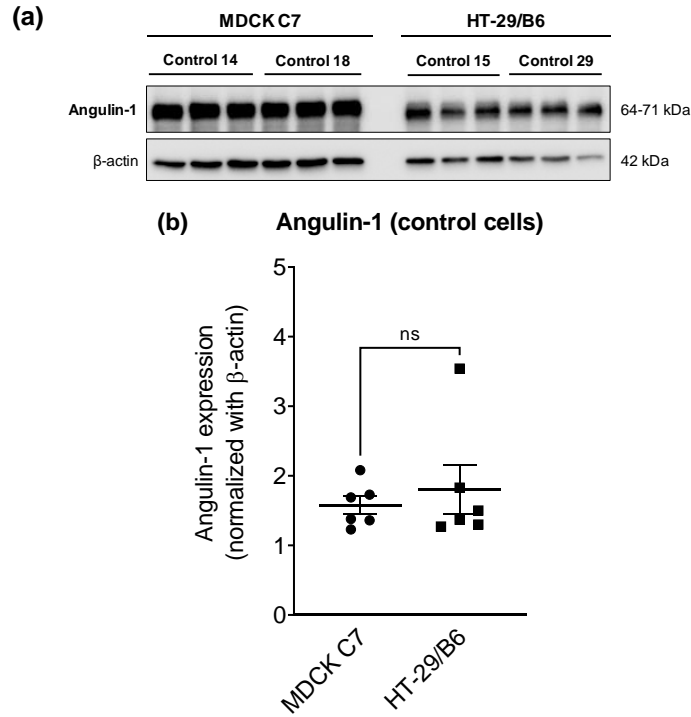 (a)
MDCK C7 HT-29/B6
Control 14 Control 18 Control 15 Control 29
Angulin-1 64-71 kDa
β-actin 42 kDa
(b) Angulin-1 (control cells)
Angulin-1 expression
(normalized with β-actin)
5
4
3
2
1
0
ns
MDCK C7
HT-29/B6